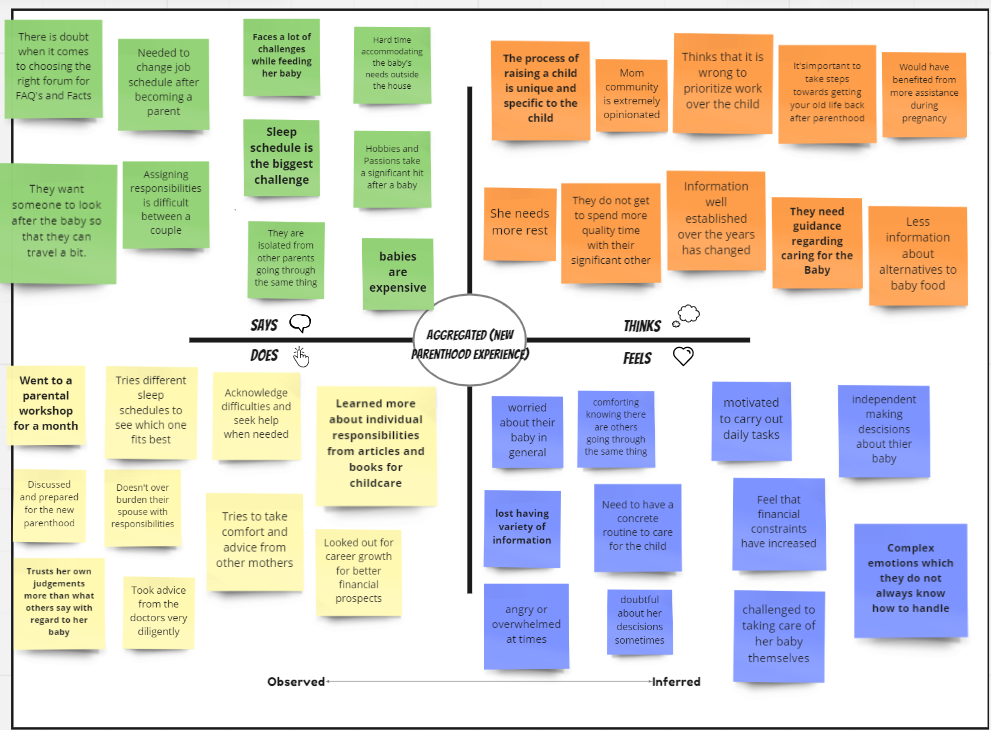 There is doubt
when it comes
to choosing the
right forum for
FAQ's and Facts
Needed to
change job
schedule after
becoming a
parent
Faces a lot of
challenges
while feeding
her baby
Hard time
accommodating
the baby's
needs outside
the house
They want
someone to look
after the baby so
that they can
travel a bit.
Assigning
responsibilities
is difficult
between a
couple
Sleep
schedule is
the biggest
challenge
Hobbies and
Passions take
a significant hit
after a baby
They are
isolated from
other parents
going through
the same thing
babies
are
expensive
The process of
raising a child
is unique and
specific to the
child
Mom
community
is extremely
opinionated
Thinks that it is
wrong to
prioritize work
over the child
It'simportant to
take steps
towards getting
your old life back
after parenthood
Would have
benefited from
more assistance
during
pregnancy
She needs
more rest
They do not get
to spend more
quality time
with their
significant other
Information
well
established
over the years
has changed
They need
guidance
regarding
caring for the
Baby
Less
information
about
alternatives to
baby food
SAYS
THINKS
AGGREGATED (NEW
PARENTHOOD EXPERIENCE)
DOES
FEELS
Went to a
parental
workshop
for a month
Tries different
sleep
schedules to
see which one
fits best
Acknowledge
difficulties and
seek help
when needed
Learned more
about individual
responsibilities
from articles and
books for
childcare
Discussed
and prepared
for the new
parenthood
Doesn't over
burden their
spouse with
responsibilities
Tries to take
comfort and
advice from
other mothers
Looked out for
career growth
for better
financial
prospects
Trusts her own
judgements
more than what
others say with
regard to her
baby
Took advice
from the
doctors very
diligently
worried
about their
baby in
general
comforting
knowing there
are others
going through
the same thing
motivated
to carry out
daily tasks
independent
making
descisions
about thier
baby
lost having
variety of
information
Need to have a
concrete
routine to care
for the child
Feel that
financial
constraints
have increased
Complex
emotions which
they do not
always know
how to handle
angry or
overwhelmed
at times
doubtful
about her
descisions
sometimes
challenged to
taking care of
her baby
themselves
Observed
Inferred